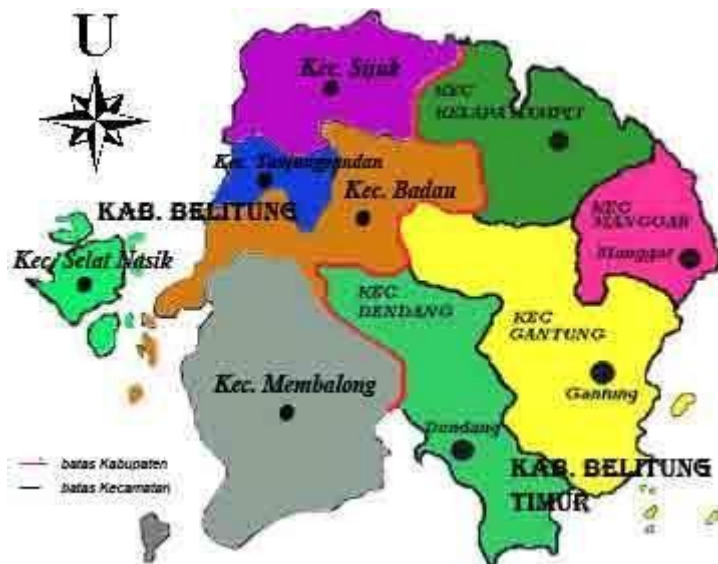 U
Kec. Sijuk
KEC
KELAPA KAMPIT
Kec. Tanjungpandan
Kec. Badau
KAB. BELITUNG
KEC
MANGGAR
Manggar
Kec. Selat Nasik
KEC
DENDANG
KEC
GANTUNG
Kec. Membalong
Gantung
Dendang
batas Kabupaten
batas Kecamatan
KAB. BELITUNG
TIMUR